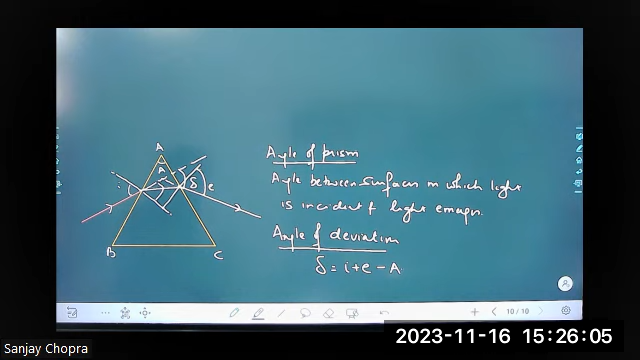 A
Angle of prism
A
Angle between surfaces on which light
i
δ
e
is incident & light emerges.
Angle of deviation
B
C
δ = i + e - A
10/10
2023-11-16 15:26:05
Sanjay Chopra